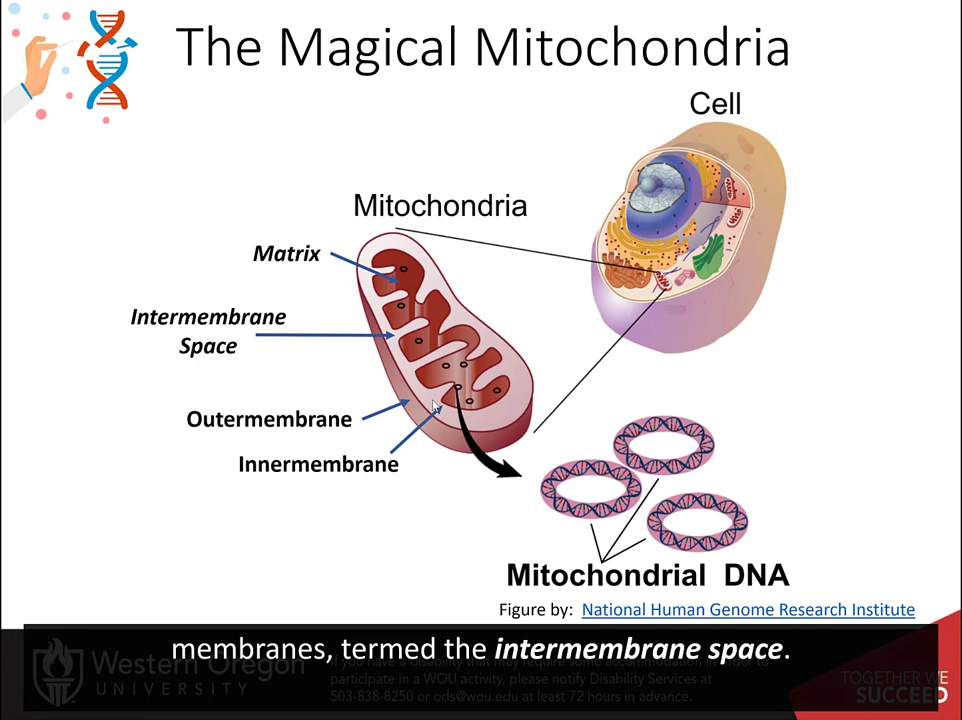 The Magical Mitochondria
Cell
Mitochondria
Matrix
Intermembrane
Space
Outermembrane
Innermembrane
Mitochondrial DNA
Figure by: National Human Genome Research Institute
membranes, termed the intermembrane space.
Western Oregon
UNIVERSITY
If you have a disability that may require some accommodation in order to
participate in a WOU activity, please notify Disability Services at
503-838-8250 or ods@wou.edu at least 72 hours in advance.
TOGETHER WE
SUCCEED